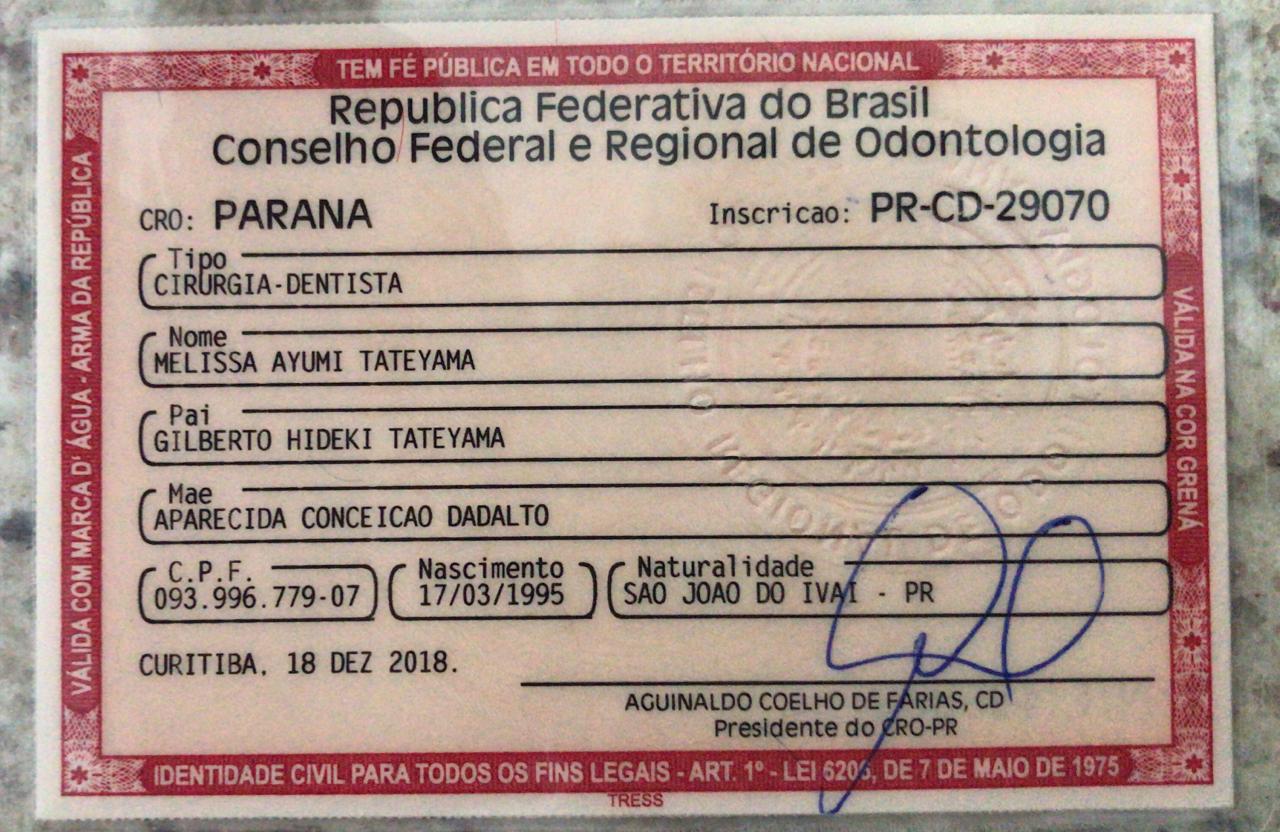 TEM FÉ PÚBLICA EM TODO O TERRITÓRIO NACIONAL
Republica Federativa do Brasil
Conselho Federal e Regional de Odontologia
CRO: PARANA Inscricao: PR-CD-29070
Tipo
CIRURGIA-DENTISTA
Nome
MELISSA AYUMI TATEYAMA
Pai
GILBERTO HIDEKI TATEYAMA
Mae
APARECIDA CONCEICAO DADALTO
C.P.F. Nascimento Naturalidade
093.996.779-07 17/03/1995 SAO JOAO DO IVAI - PR
CURITIBA, 18 DEZ 2018.
AGUINALDO COELHO DE FARIAS, CD
Presidente do CRO-PR
IDENTIDADE CIVIL PARA TODOS OS FINS LEGAIS - ART. 1º - LEI 6206, DE 7 DE MAIO DE 1975
TRESS
VÁLIDA COM MARCA D' ÁGUA - ARMA DA REPÚBLICA
VÁLIDA NA COR GRENÁ